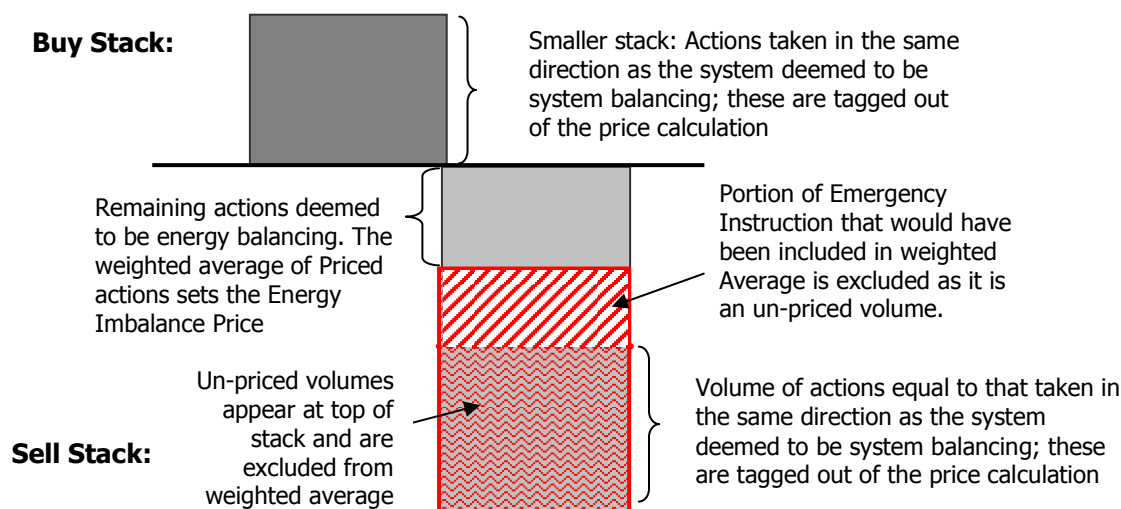 Buy Stack:
Smaller stack: Actions taken in the same
direction as the system deemed to be
system balancing; these are tagged out
of the price calculation
Remaining actions deemed
to be energy balancing. The
weighted average of Priced
actions sets the Energy
Imbalance Price
Portion of Emergency
Instruction that would have
been included in weighted
Average is excluded as it is
an un-priced volume.
Un-priced volumes
appear at top of
stack and are
excluded from
weighted average
Sell Stack:
Volume of actions equal to that taken in
the same direction as the system
deemed to be system balancing; these
are tagged out of the price calculation